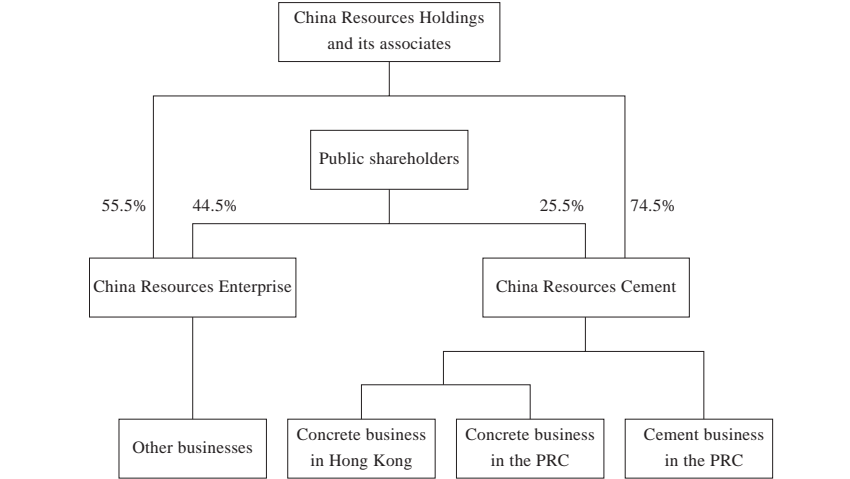 China Resources Holdings
and its associates
Public shareholders
55.5%
44.5%
25.5%
74.5%
China Resources Enterprise
China Resources Cement
Other businesses
Concrete business
in Hong Kong
Concrete business
in the PRC
Cement business
in the PRC